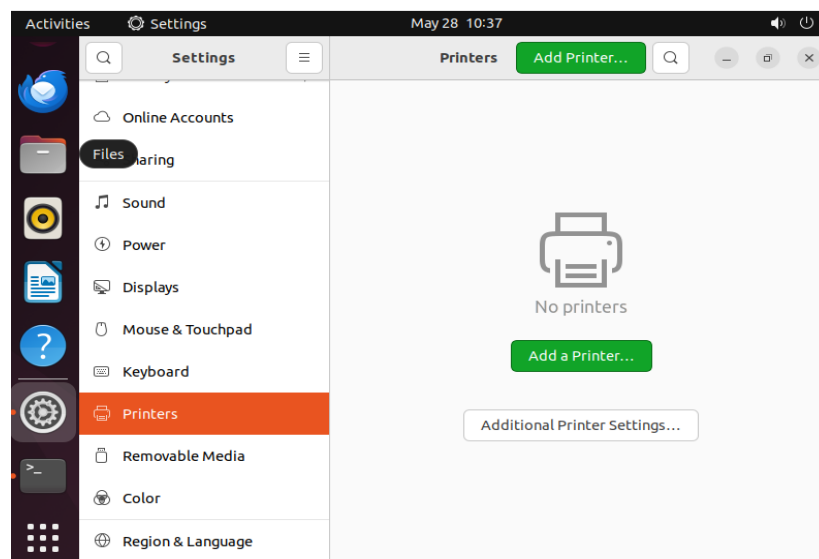 Activities Settings May 28 10:37
Settings
Printers Add Printer...
Online Accounts
Files
haring
Sound
Power
Displays
Mouse & Touchpad
Keyboard
Printers
Removable Media
Color
Region & Language
No printers
Add a Printer...
Additional Printer Settings...